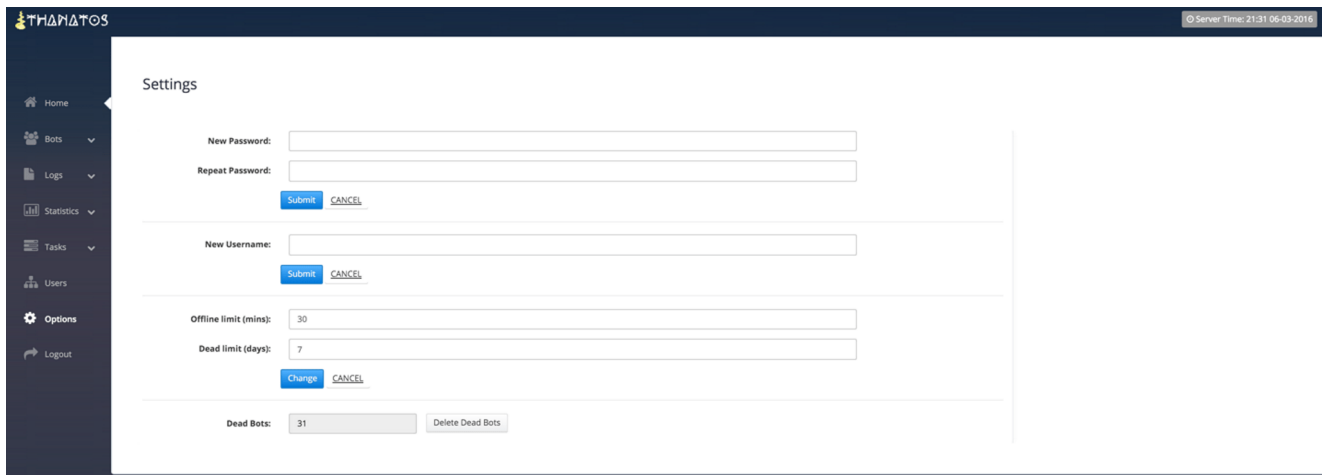 THANATOS
Server Time: 21:31 06-03-2016
Settings
Home
Bots
Logs
Statistics
Tasks
Users
Options
Logout
New Password:
Repeat Password:
Submit CANCEL
New Username:
Submit CANCEL
Offline limit (mins): 30
Dead limit (days): 7
Change CANCEL
Dead Bots: 31 Delete Dead Bots